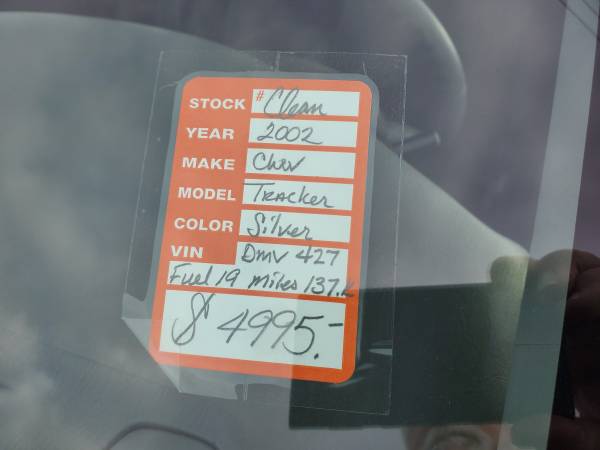 STOCK # Clean
YEAR 2002
MAKE Chev
MODEL Tracker
COLOR Silver
VIN Dmv 427
Fuel 19 miles 137.k
$ 4995.-